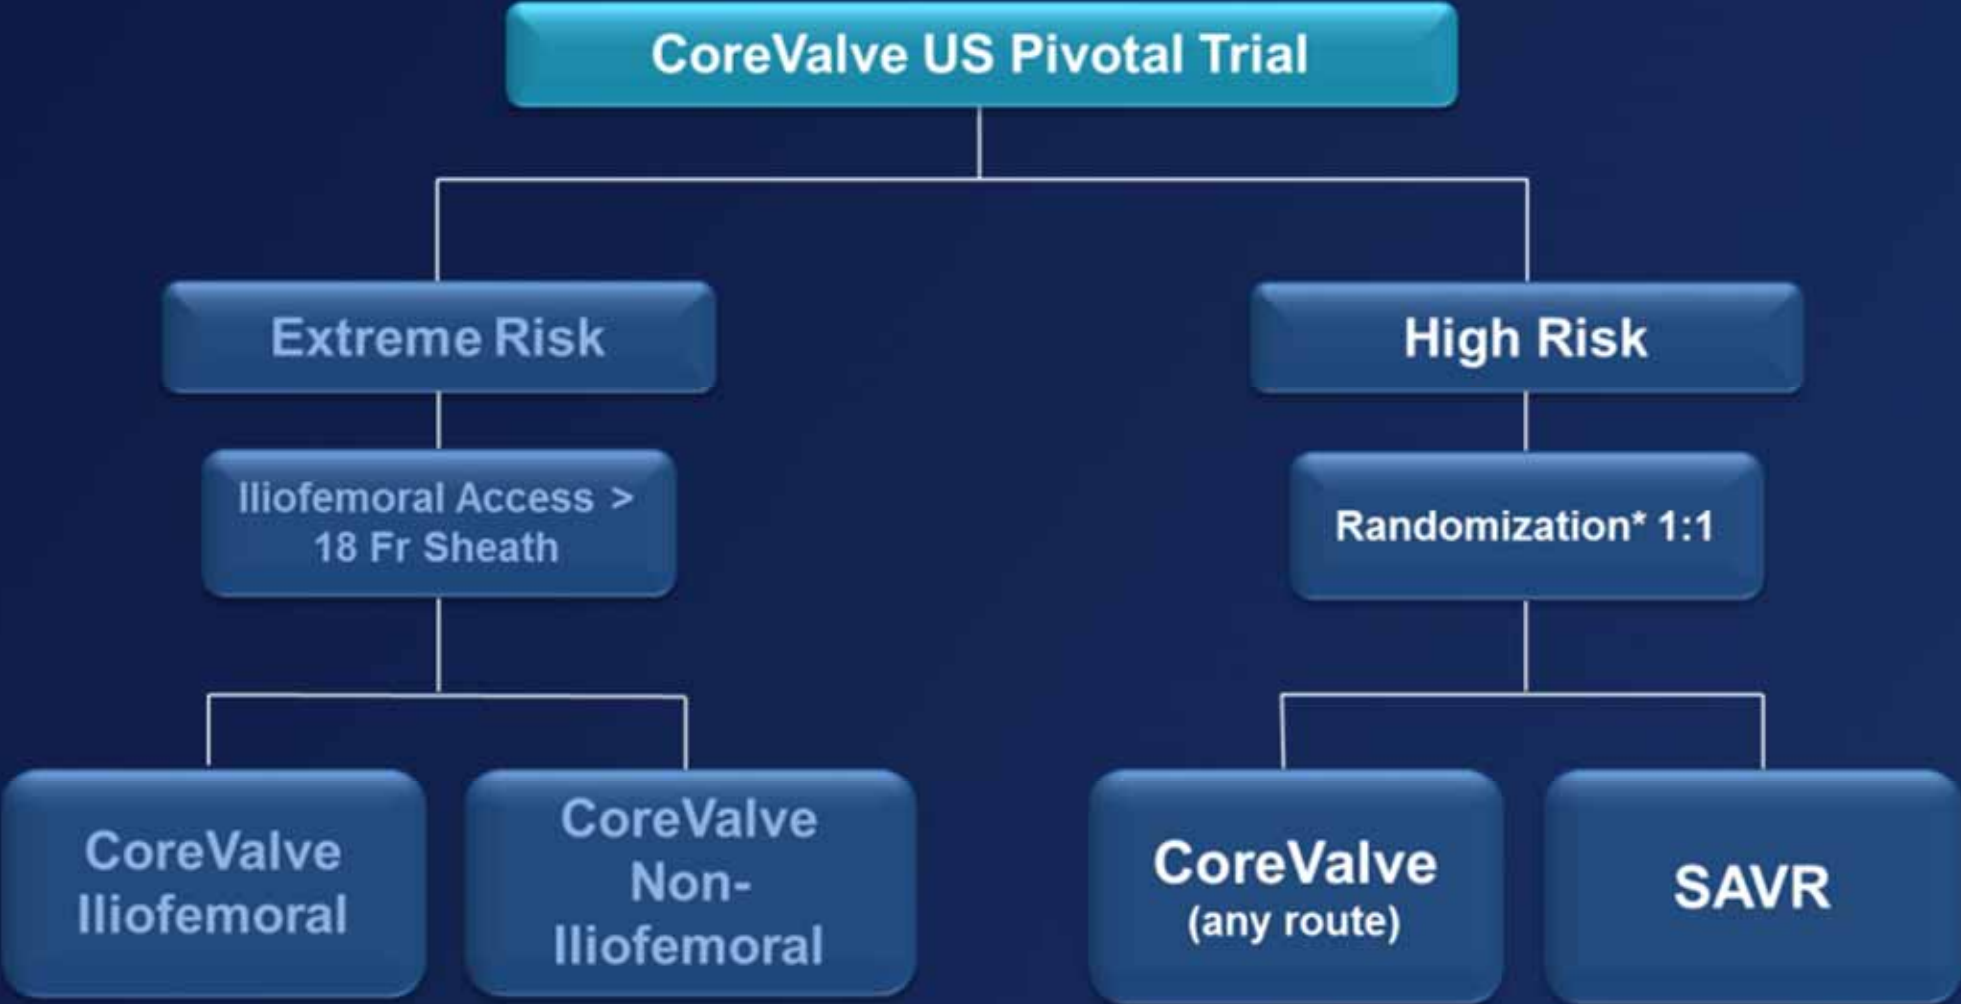 CoreValve US Pivotal Trial
Extreme Risk
High Risk
Iliofemoral Access >
18 Fr Sheath
Randomization* 1:1
CoreValve
Iliofemoral
CoreValve
Non-
Iliofemoral
CoreValve
(any route)
SAVR